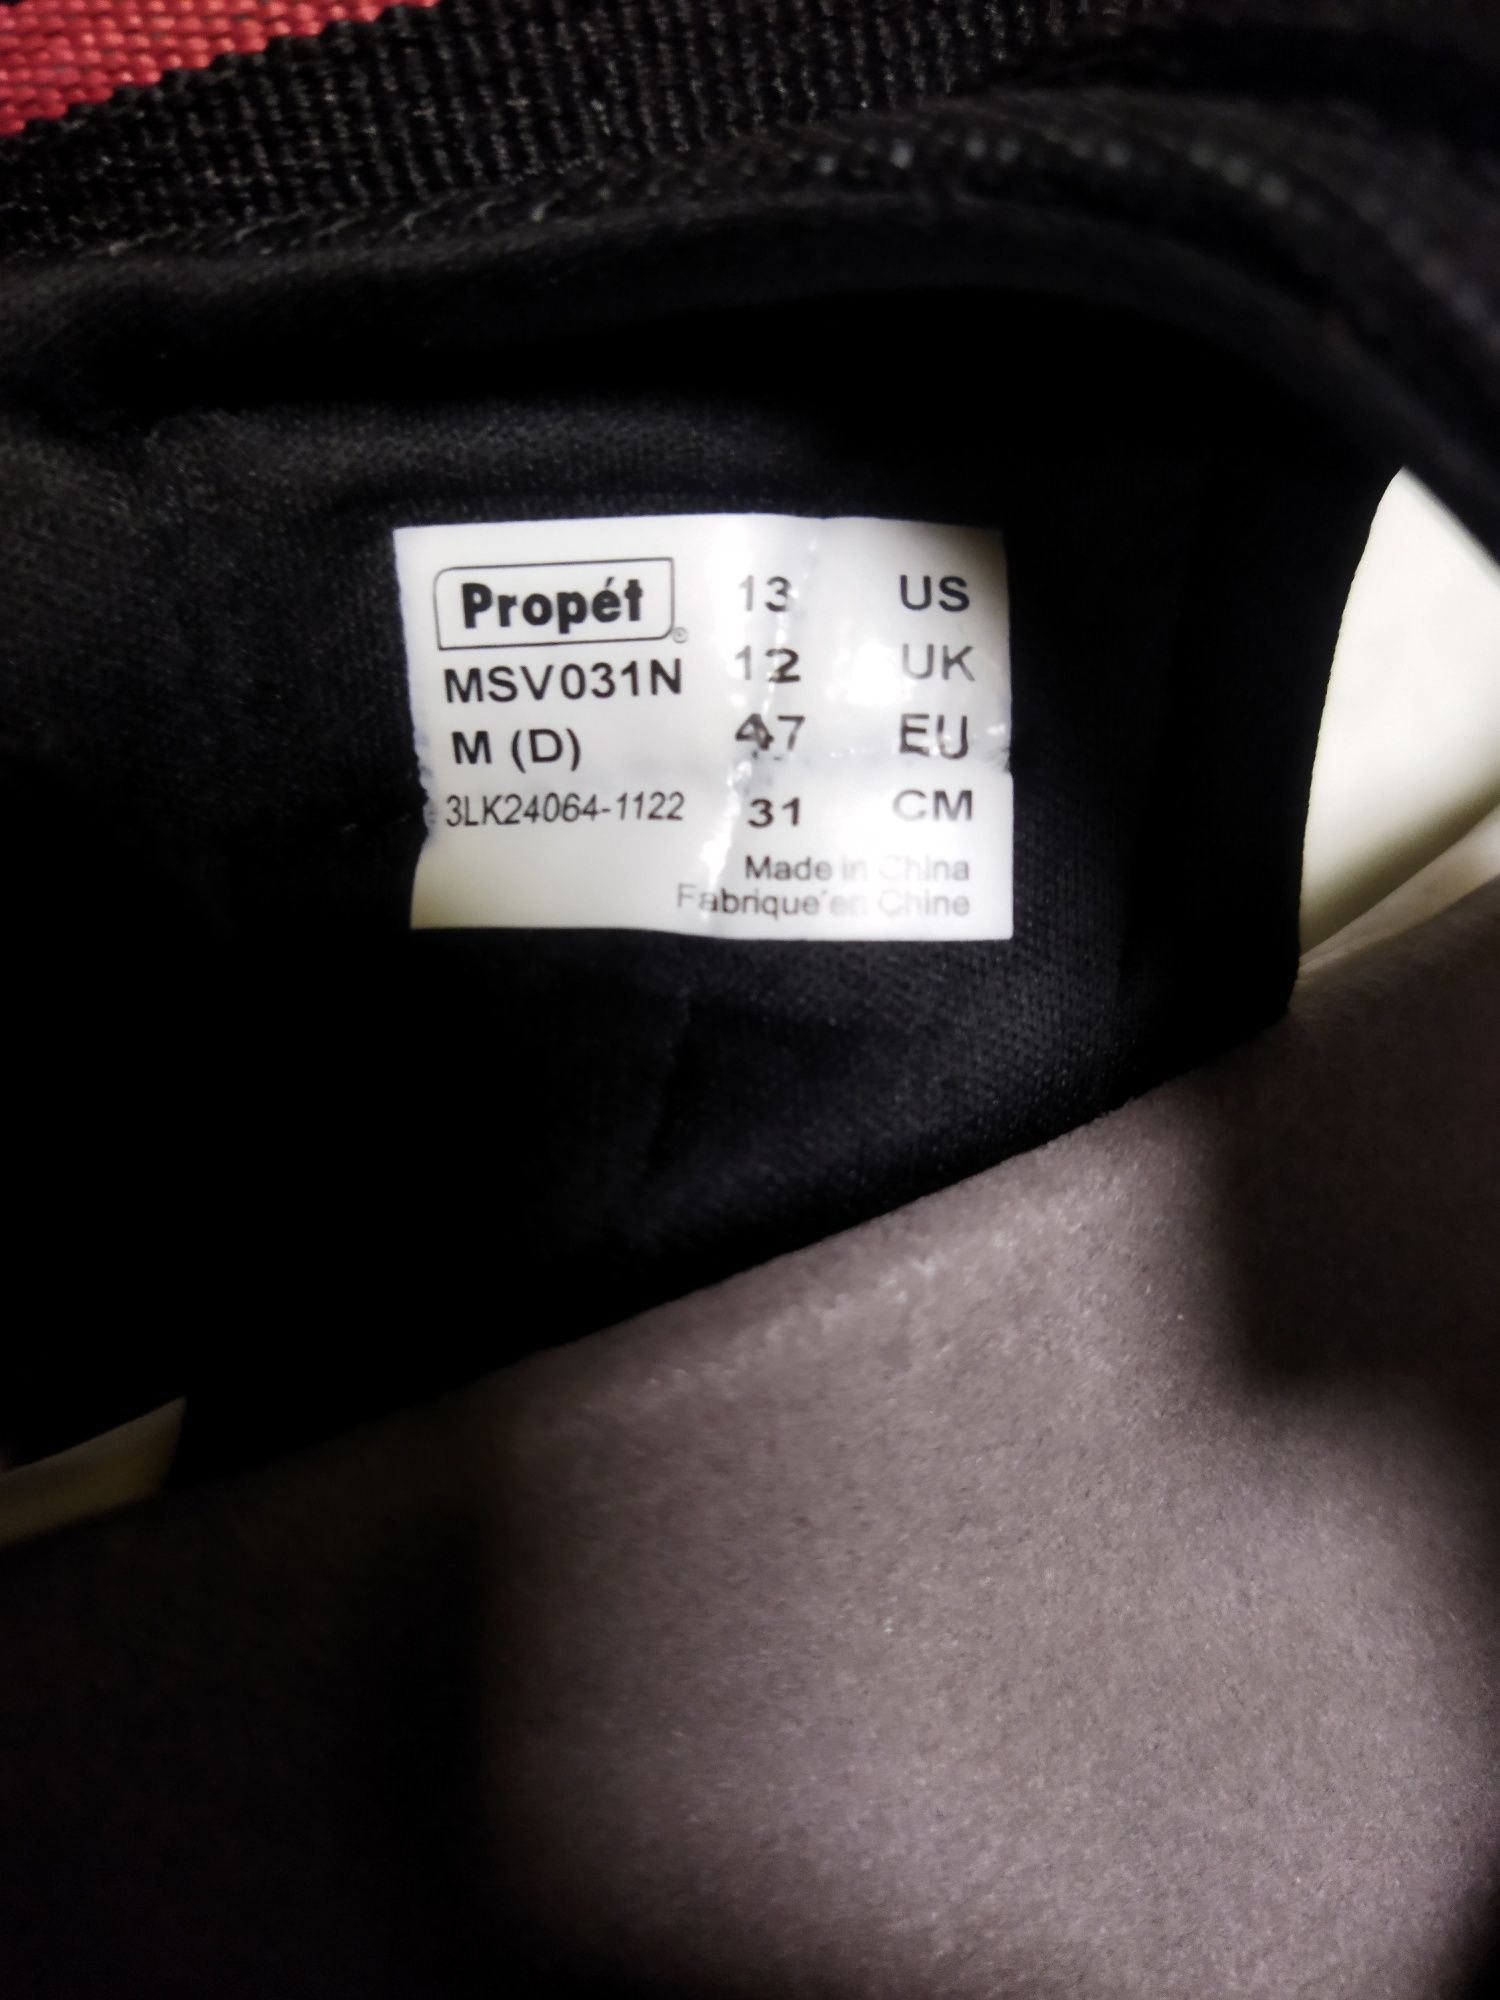 Propét® 13 US
MSV031N 12 UK
M (D) 47 EU
3LK24064-1122 31 CM
Made in China
Fabrique´en Chine